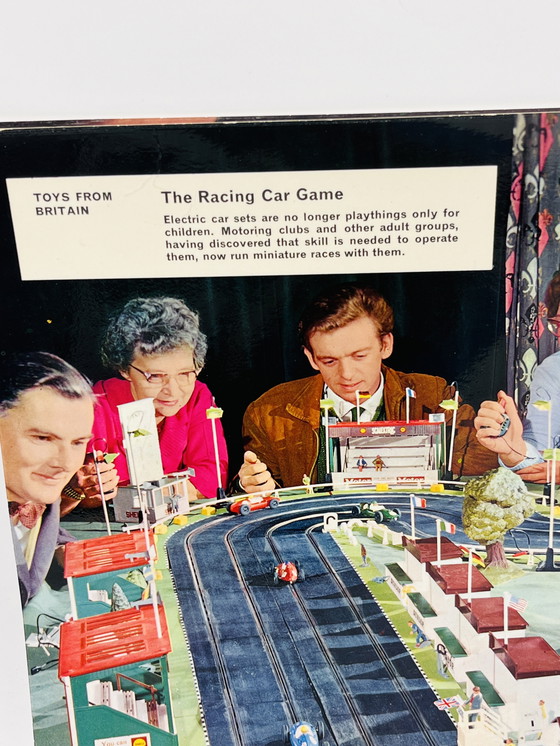 TOYS FROM
BRITAIN
The Racing Car Game
Electric car sets are no longer playthings only for
children. Motoring clubs and other adult groups,
having discovered that skill is needed to operate
them, now run miniature races with them.
You can